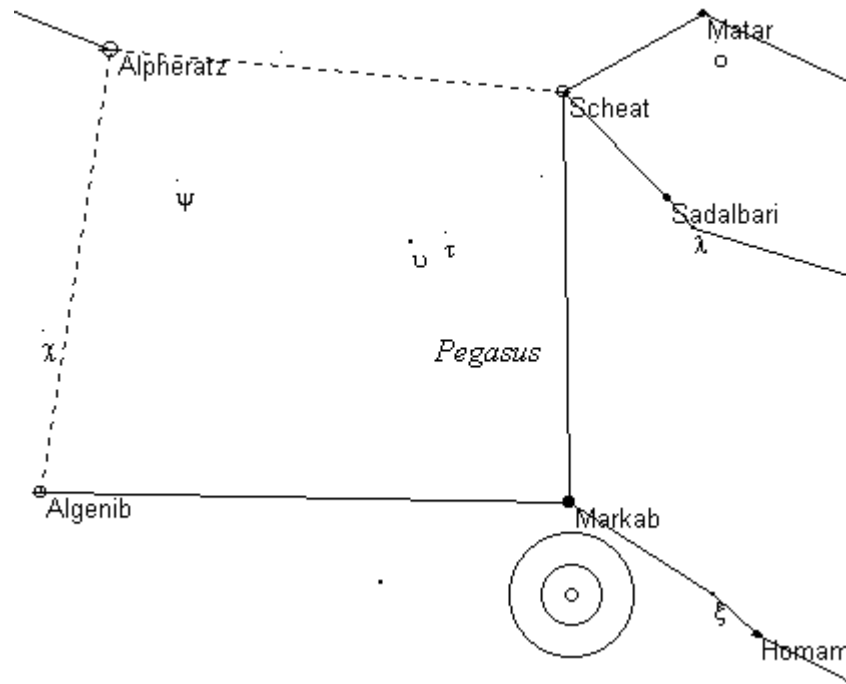 Matar
ο
Alpheratz
Scheat
ψ
Sadalbari
λ
υ τ
χ
Pegasus
Algenib
Markab
ξ
Homam